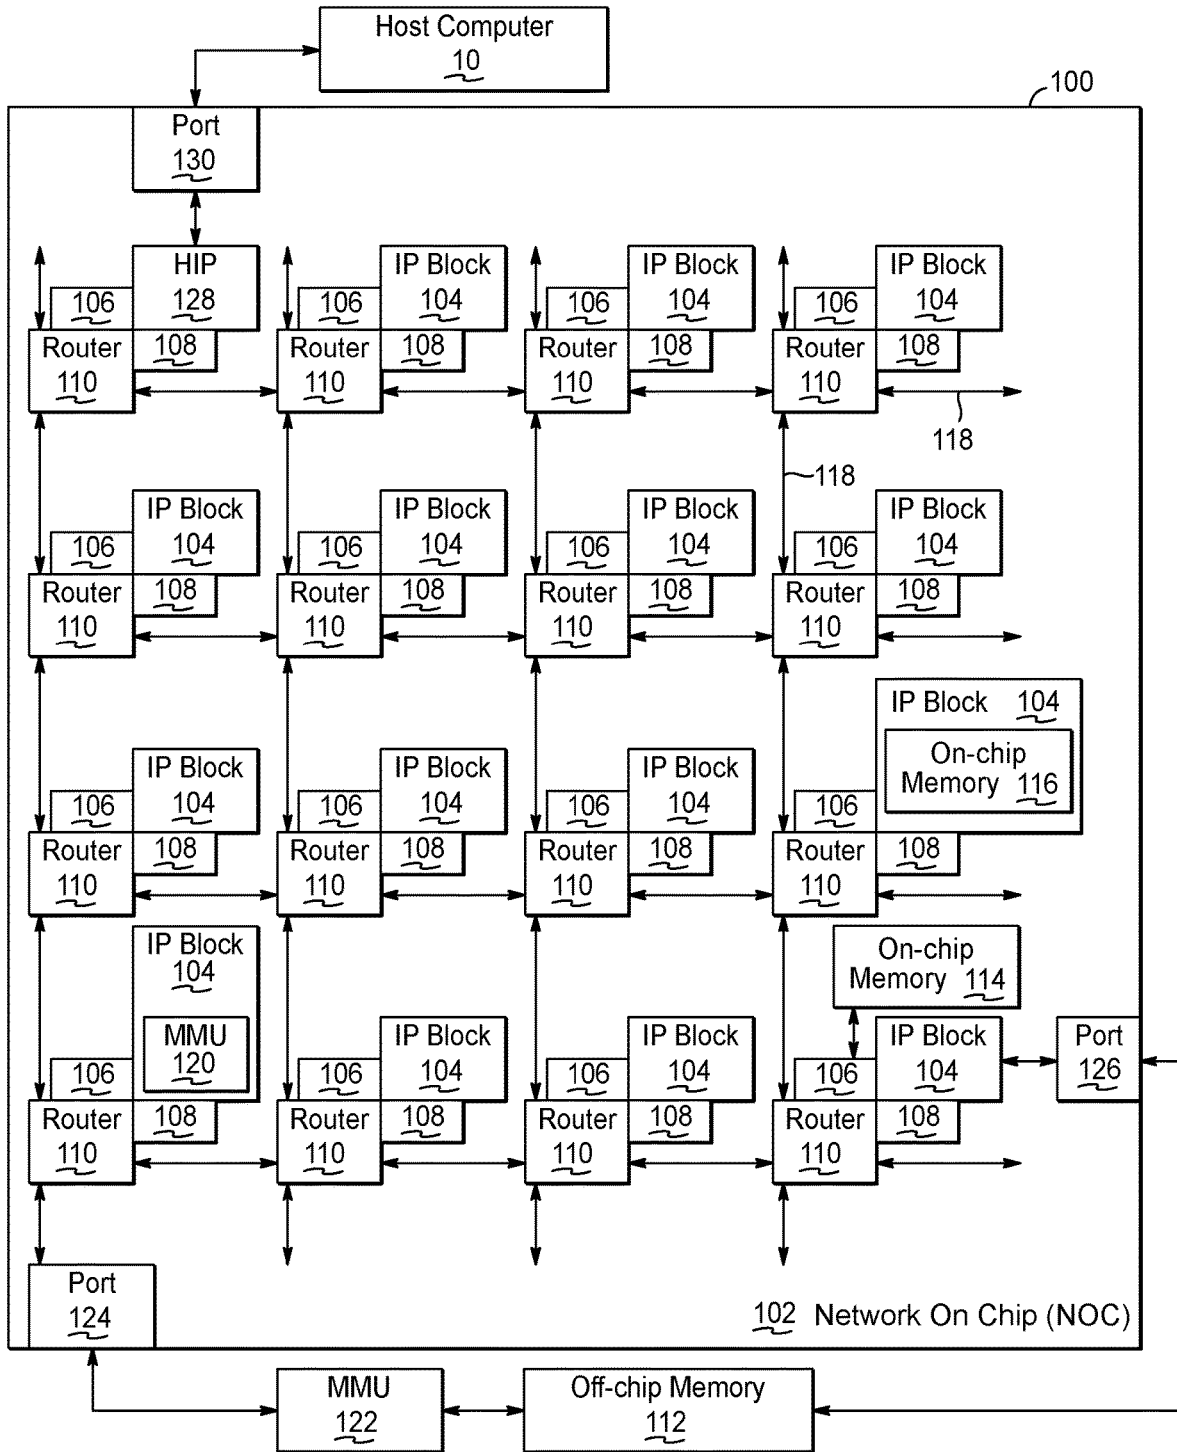 Host Computer
10
100
Port
130
HIP
128
IP Block
104
IP Block
104
IP Block
104
106
106
106
106
Router
110
108
Router
110
108
Router
110
108
Router
110
108
118
118
IP Block
104
IP Block
104
IP Block
104
IP Block
104
106
106
106
106
Router
110
108
Router
110
108
Router
110
108
Router
110
108
IP Block 104
On-chip
Memory 116
IP Block
104
IP Block
104
IP Block
104
106
106
106
106
Router
110
108
Router
110
108
Router
110
108
Router
110
108
IP Block
104
MMU
120
On-chip
Memory 114
IP Block
104
IP Block
104
IP Block
104
Port
126
106
106
106
106
Router
110
108
Router
110
108
Router
110
108
Router
110
108
Port
124
102 Network On Chip (NOC)
MMU
122
Off-chip Memory
112